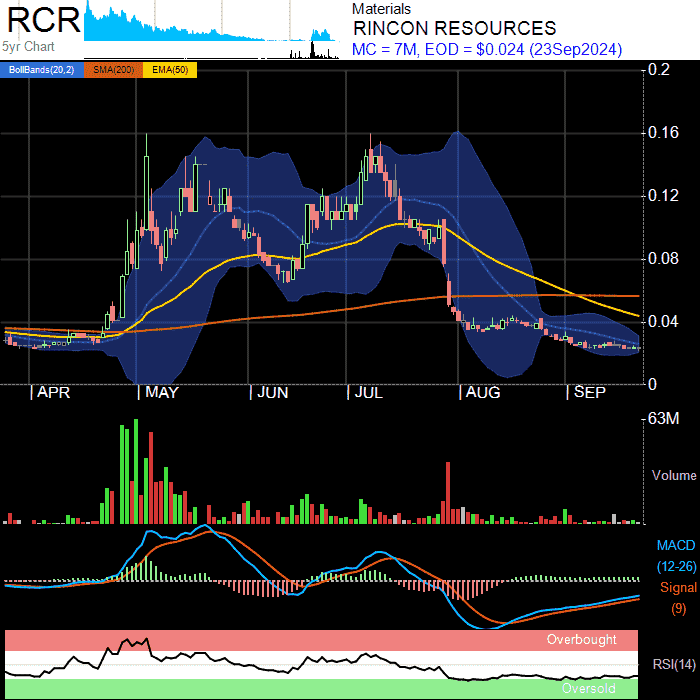 RCR
5yr Chart
Materials
RINCON RESOURCES
MC = 7M, EOD = $0.024 (23Sep2024)
BollBands(20,2) SMA(200) EMA(50)
0.2
0.16
0.12
0.08
0.04
0
APR MAY JUN JUL AUG SEP
63M
Volume
MACD
(12-26)
Signal
(9)
Overbought
RSI(14)
Oversold